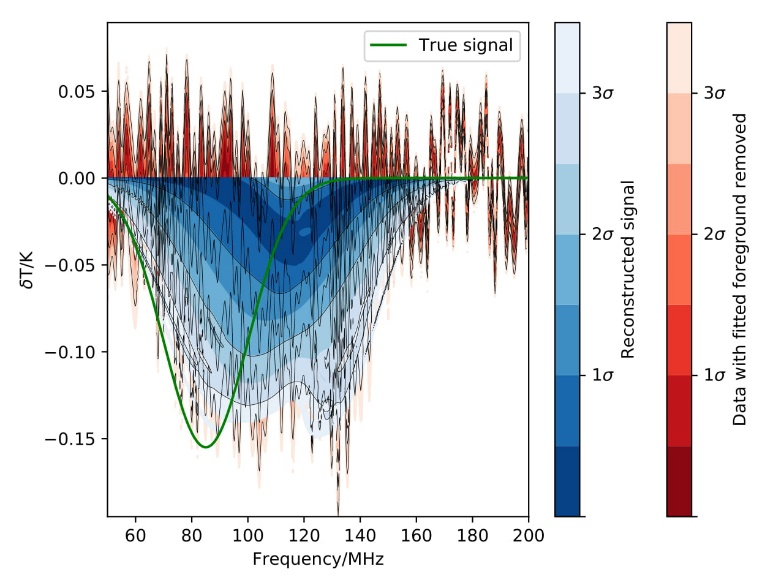 True signal
0.05
0.00
−0.05
−0.10
−0.15
δT/K
60 80 100 120 140 160 180 200
Frequency/MHz
3σ
2σ
1σ
Reconstructed signal
3σ
2σ
1σ
Data with fitted foreground removed